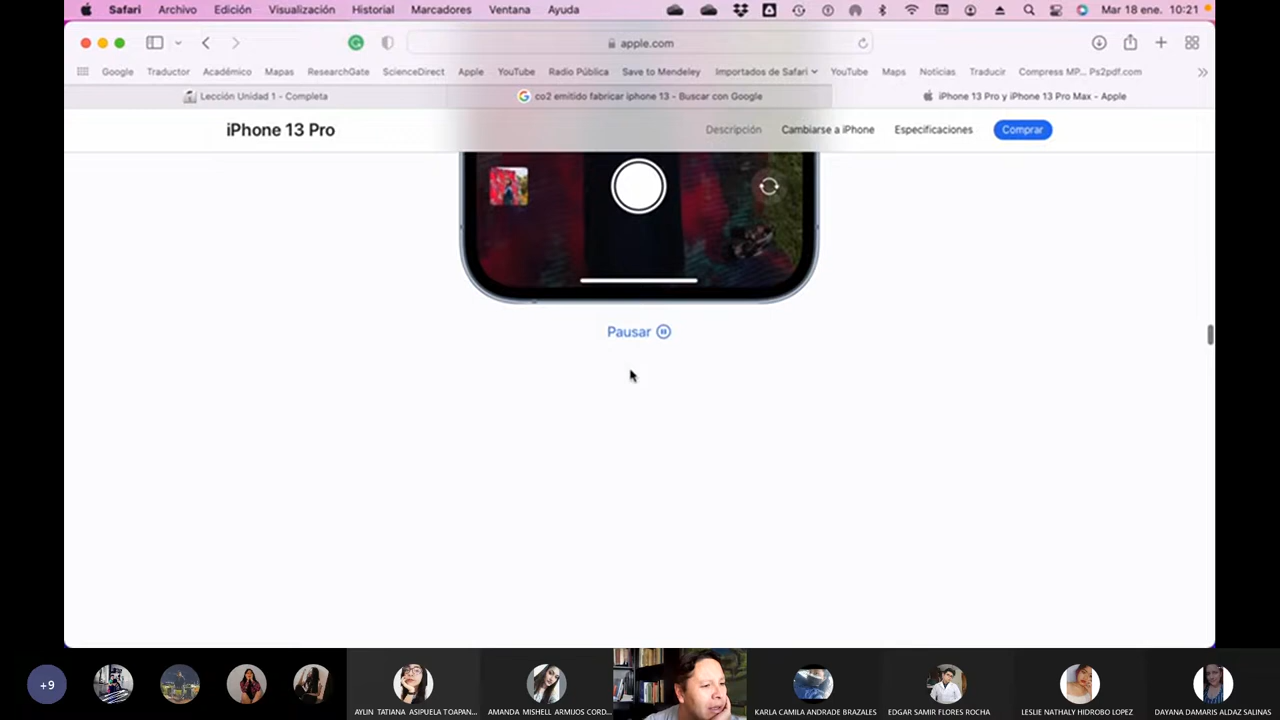 Safari Archivo Edición Visualización Historial Marcadores Ventana Ayuda Mar 18 ene. 10:21
apple.com
Google Traductor Académico Mapas ResearchGate ScienceDirect Apple YouTube Radio Pública Save to Mendeley Importados de Safari YouTube Maps Noticias Traducir Compress MP... Ps2pdf.com
Lección Unidad 1 - Completa co2 emitido fabricar iphone 13 - Buscar con Google iPhone 13 Pro y iPhone 13 Pro Max - Apple
iPhone 13 Pro Descripción Cambiarse a iPhone Especificaciones Comprar
Pausar
+9
AYLIN TATIANA ASIPUELA TOAPAN... AMANDA MISHELL ARMIJOS CORD... KARLA CAMILA ANDRADE BRAZALES EDGAR SAMIR FLORES ROCHA LESLIE NATHALY HIDROBO LOPEZ DAYANA DAMARIS ALDAZ SALINAS